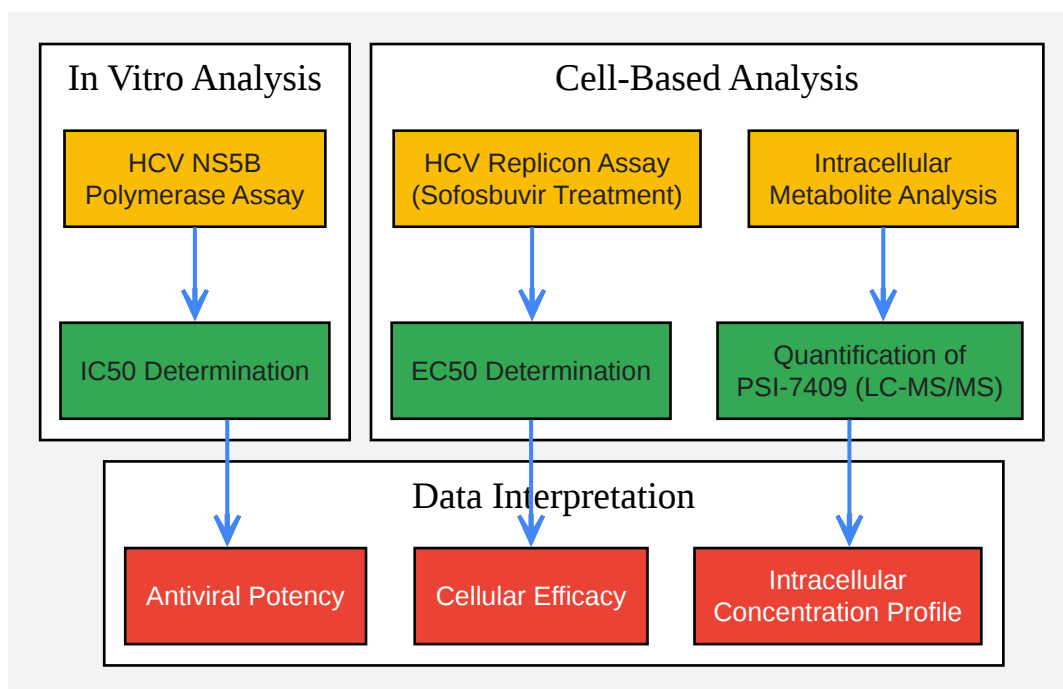 In Vitro Analysis
Cell-Based Analysis
HCV NS5B
Polymerase Assay
HCV Replicon Assay
(Sofosbuvir Treatment)
Intracellular
Metabolite Analysis
IC50 Determination
EC50 Determination
Quantification of
PSI-7409 (LC-MS/MS)
Data Interpretation
Antiviral Potency
Cellular Efficacy
Intracellular
Concentration Profile